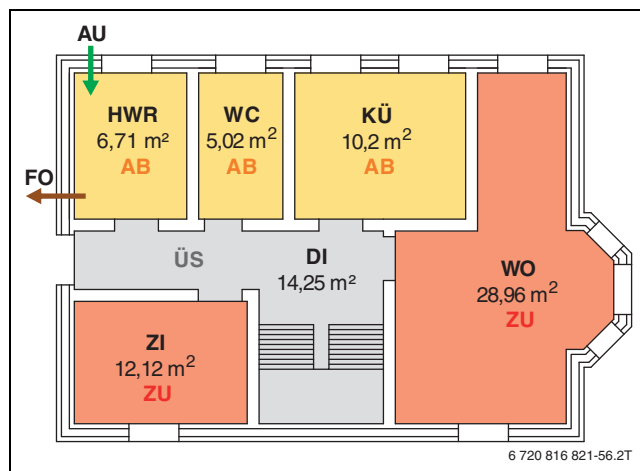 AU
HWR
6,71 m²
AB
WC
5,02 m²
AB
KÜ
10,2 m²
AB
FO
ÜS
DI
14,25 m²
WO
28,96 m²
ZU
ZI
12,12 m²
ZU
6 720 816 821-56.2T